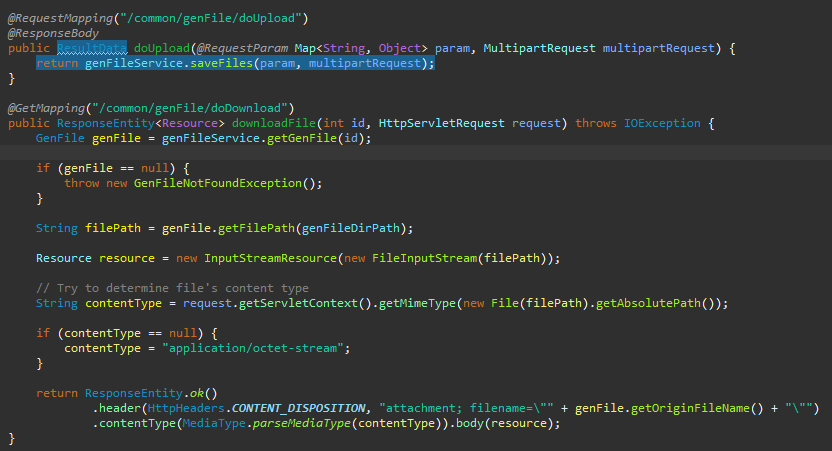 @RequestMapping("/common/genFile/doUpload")
@ResponseBody
public ResultData doUpload(@RequestParam Map<String, Object> param, MultipartRequest multipartRequest) {
    return genFileService.saveFiles(param, multipartRequest);
}

@GetMapping("/common/genFile/doDownload")
public ResponseEntity<Resource> downloadFile(int id, HttpServletRequest request) throws IOException {
    GenFile genFile = genFileService.getGenFile(id);

    if (genFile == null) {
        throw new GenFileNotFoundException();
    }

    String filePath = genFile.getFilePath(genFileDirPath);

    Resource resource = new InputStreamResource(new FileInputStream(filePath));

    // Try to determine file's content type
    String contentType = request.getServletContext().getMimeType(new File(filePath).getAbsolutePath());

    if (contentType == null) {
        contentType = "application/octet-stream";
    }

    return ResponseEntity.ok()
            .header(HttpHeaders.CONTENT_DISPOSITION, "attachment; filename=\"" + genFile.getOriginFileName() + "\"")
            .contentType(MediaType.parseMediaType(contentType)).body(resource);
}